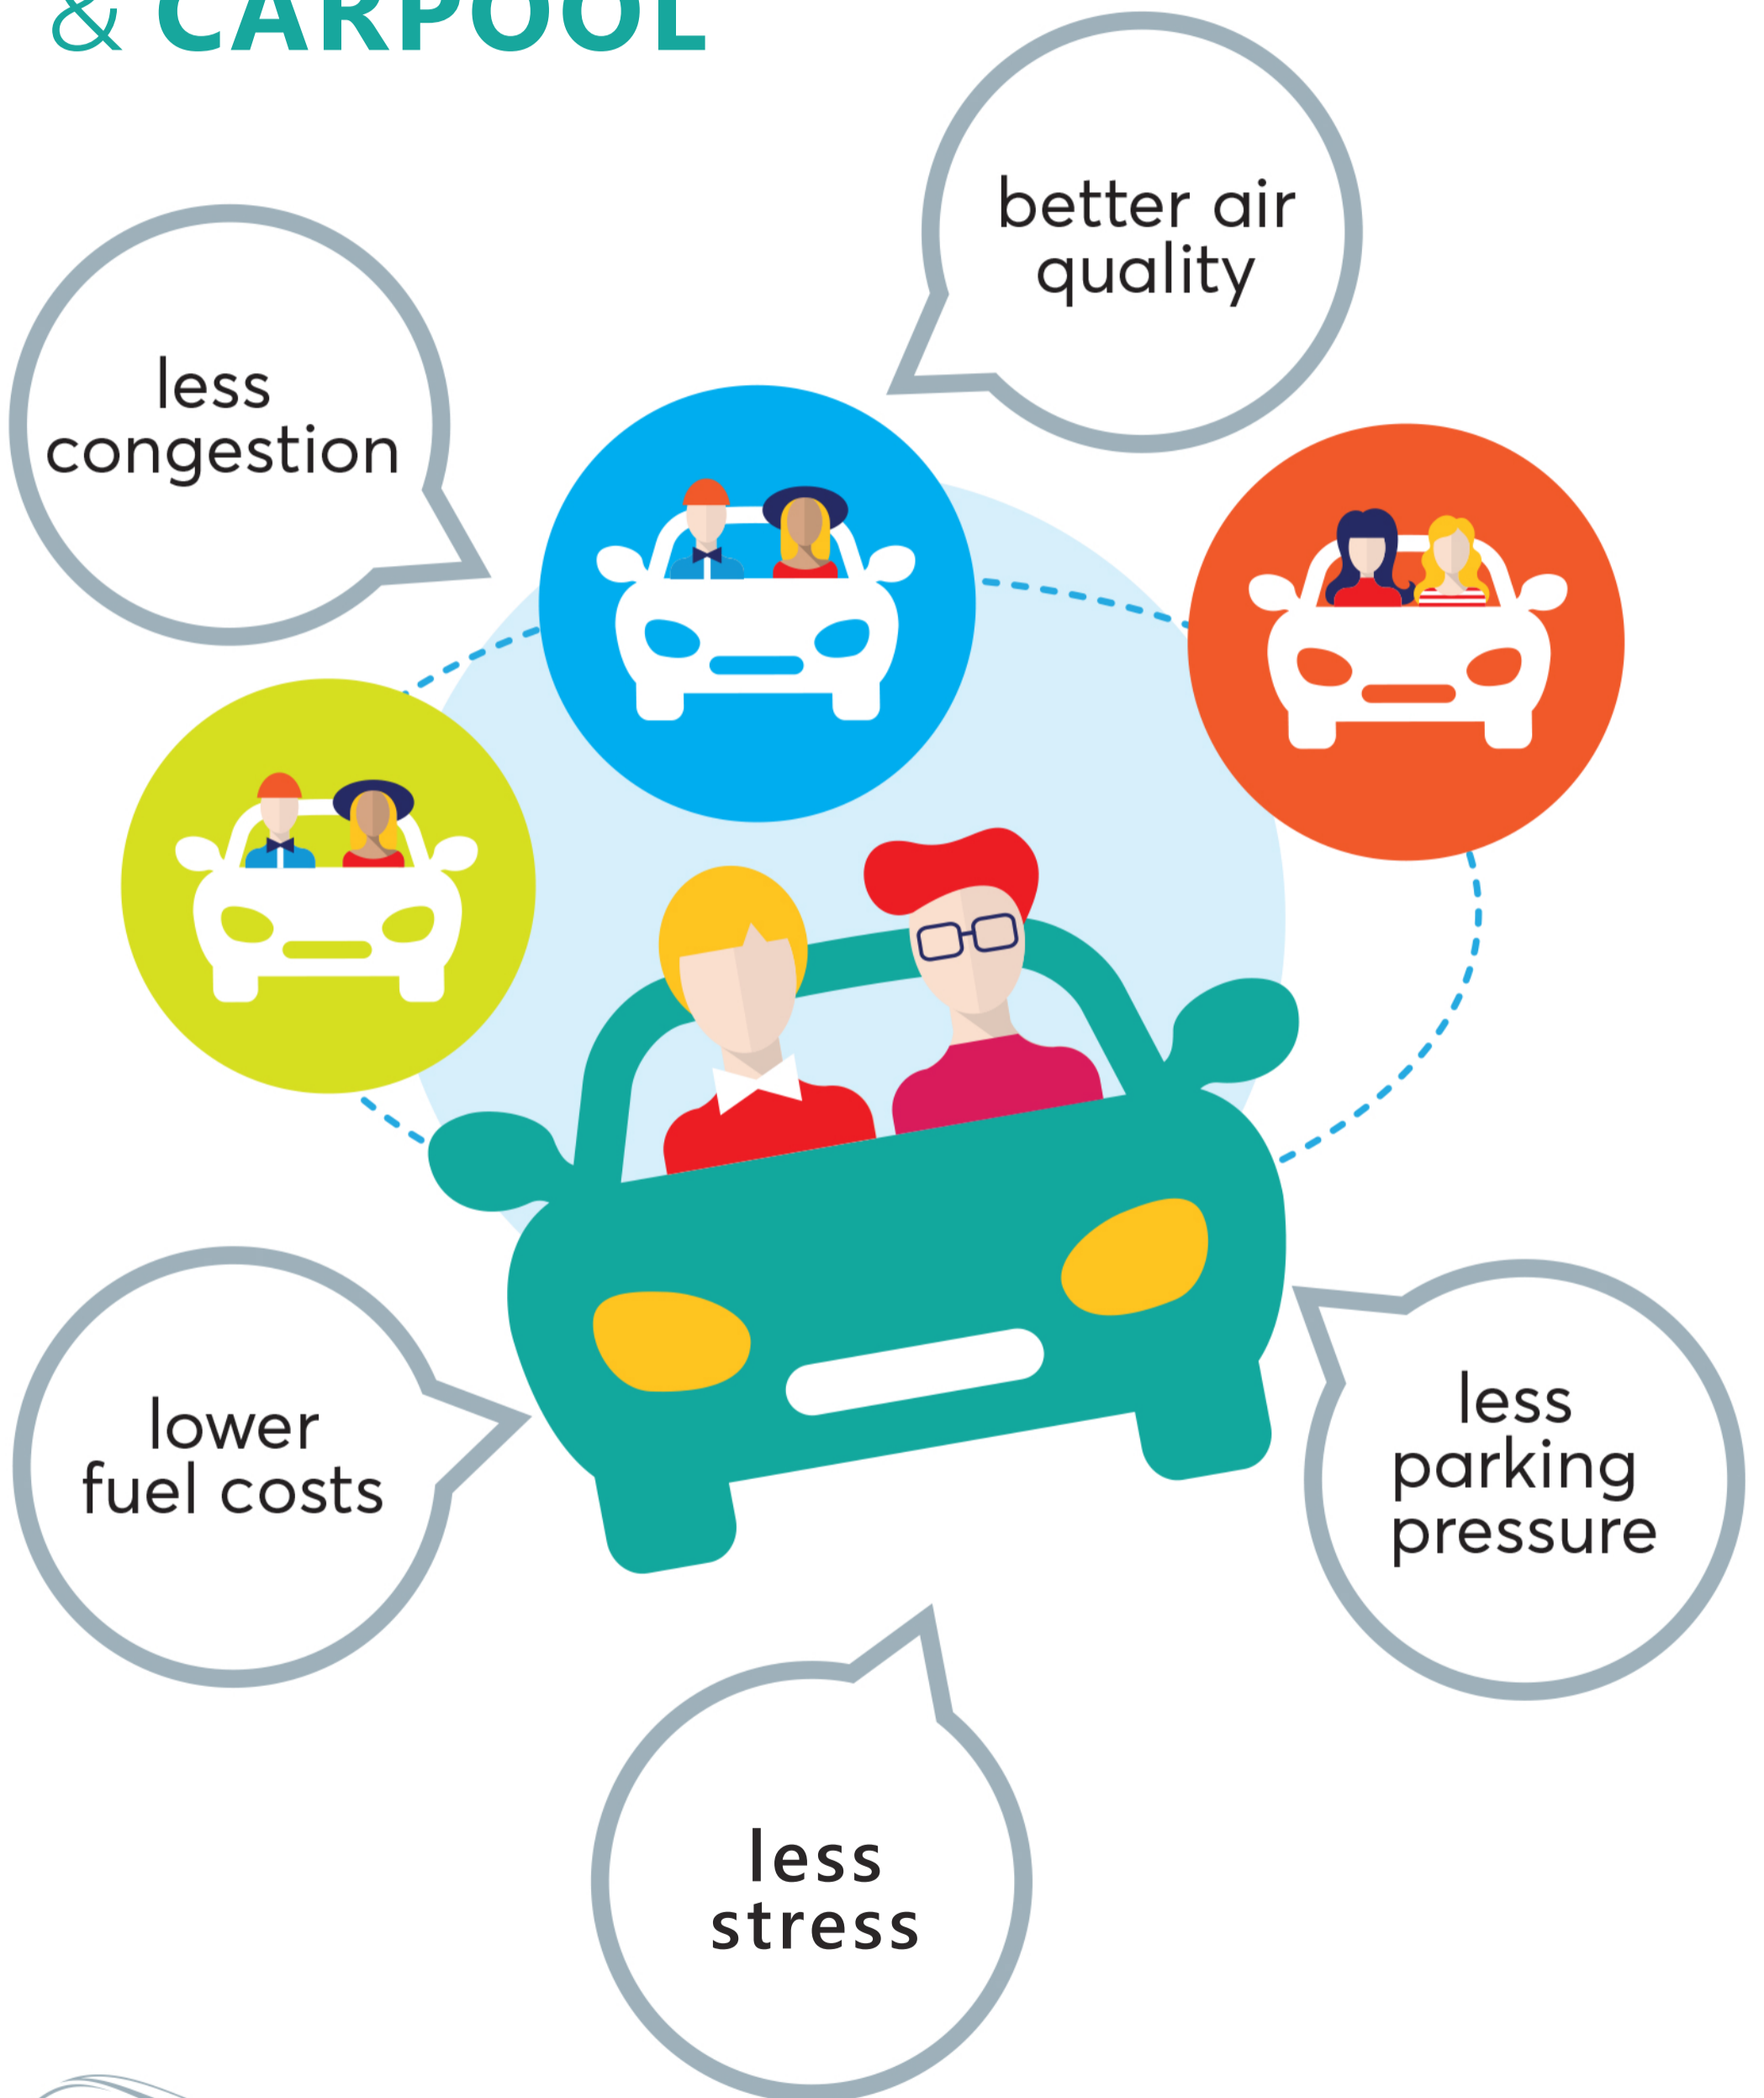 & CARPOOL
better air
quality
less
congestion
lower
fuel costs
less
parking
pressure
less
stress